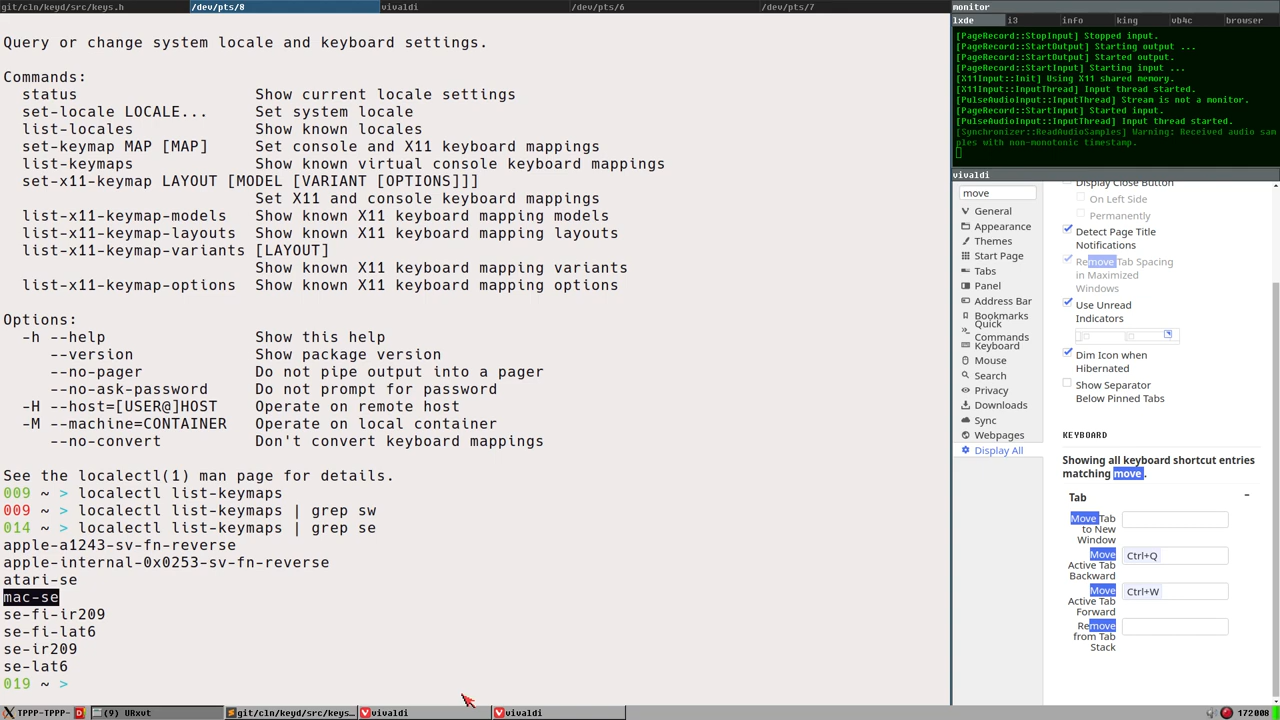 git/cln/keyd/src/keys.h /dev/pts/8 vivaldi /dev/pts/6 /dev/pts/7
Query or change system locale and keyboard settings.
Commands:
status Show current locale settings
set-locale LOCALE... Set system locale
list-locales Show known locales
set-keymap MAP [MAP] Set console and X11 keyboard mappings
list-keymaps Show known virtual console keyboard mappings
set-x11-keymap LAYOUT [MODEL [VARIANT [OPTIONS]]]
Set X11 and console keyboard mappings
list-x11-keymap-models Show known X11 keyboard mapping models
list-x11-keymap-layouts Show known X11 keyboard mapping layouts
list-x11-keymap-variants [LAYOUT]
Show known X11 keyboard mapping variants
list-x11-keymap-options Show known X11 keyboard mapping options
Options:
-h --help Show this help
--version Show package version
--no-pager Do not pipe output into a pager
--no-ask-password Do not prompt for password
-H --host=[USER@]HOST Operate on remote host
-M --machine=CONTAINER Operate on local container
--no-convert Don't convert keyboard mappings
See the localectl(1) man page for details.
009 ~ > localectl list-keymaps
009 ~ > localectl list-keymaps | grep sw
014 ~ > localectl list-keymaps | grep se
apple-a1243-sv-fn-reverse
apple-internal-0x0253-sv-fn-reverse
atari-se
mac-se
se-fi-ir209
se-fi-lat6
se-ir209
se-lat6
019 ~ >
monitor
lxde i3 info king vb4c browser
[PageRecord::StopInput] Stopped input.
[PageRecord::StartOutput] Starting output ...
[PageRecord::StartOutput] Started output.
[PageRecord::StartInput] Starting input ...
[X11Input::Init] Using X11 shared memory.
[X11Input::InputThread] Input thread started.
[PulseAudioInput::InputThread] Stream is not a monitor.
[PageRecord::StartInput] Started input.
[PulseAudioInput::InputThread] Input thread started.
[Synchronizer::ReadAudioSamples] Warning: Received audio sam
ples with non-monotonic timestamp.
vivaldi
move
General
Appearance
Themes
Start Page
Tabs
Panel
Address Bar
Bookmarks
Quick
Commands
Keyboard
Mouse
Search
Privacy
Downloads
Sync
Webpages
Display All
Display Close Button
On Left Side
Permanently
Detect Page Title
Notifications
Remove Tab Spacing
in Maximized
Windows
Use Unread
Indicators
Dim Icon when
Hibernated
Show Separator
Below Pinned Tabs
KEYBOARD
Showing all keyboard shortcut entries
matching move.
Tab −
Move Tab
to New
Window
Move Ctrl+Q
Active Tab
Backward
Move Ctrl+W
Active Tab
Forward
Remove
from Tab
Stack
TPPP-TPPP- D (9) URxvt git/cln/keyd/src/keys... vivaldi vivaldi 172008